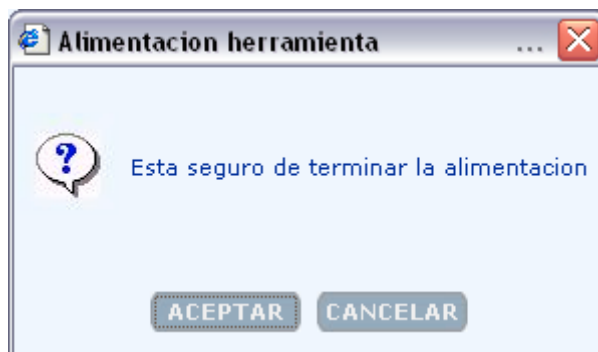 Alimentacion herramienta ...
Esta seguro de terminar la alimentacion
ACEPTAR CANCELAR